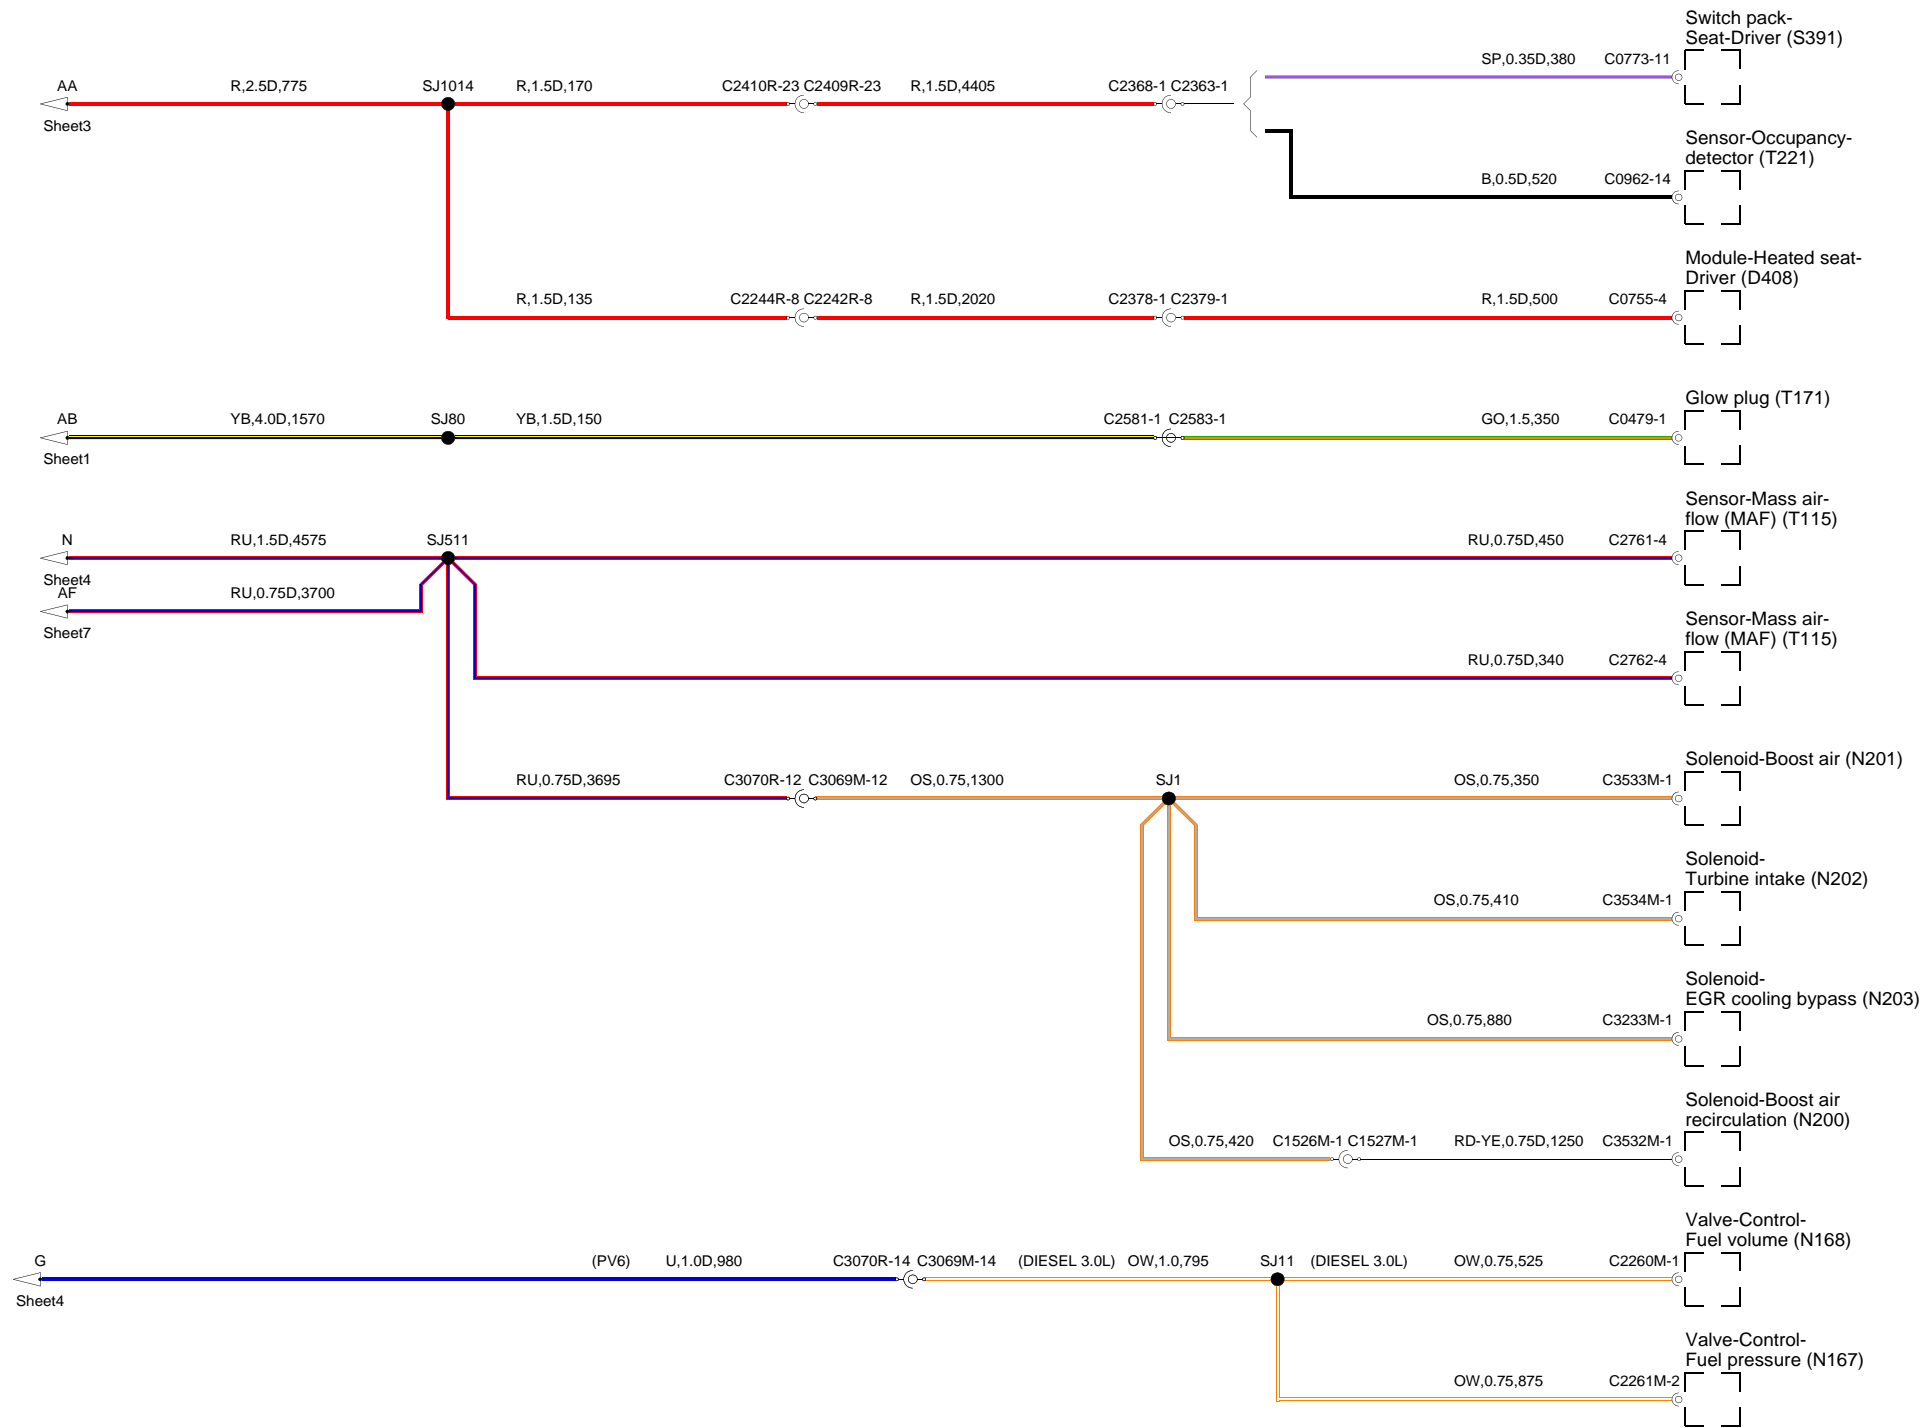 Switch pack-
Seat-Driver (S391)
SP,0.35D,380 C0773-11
AA R,2.5D,775 SJ1014 R,1.5D,170 C2410R-23 C2409R-23 R,1.5D,4405 C2368-1 C2363-1
Sheet3
Sensor-Occupancy-
detector (T221)
B,0.5D,520 C0962-14
Module-Heated seat-
Driver (D408)
R,1.5D,135 C2244R-8 C2242R-8 R,1.5D,2020 C2378-1 C2379-1 R,1.5D,500 C0755-4
Glow plug (T171)
AB YB,4.0D,1570 SJ80 YB,1.5D,150 C2581-1 C2583-1 GO,1.5,350 C0479-1
Sheet1
Sensor-Mass air-
flow (MAF) (T115)
N RU,1.5D,4575 SJ511 RU,0.75D,450 C2761-4
Sheet4
AF RU,0.75D,3700
Sheet7
Sensor-Mass air-
flow (MAF) (T115)
RU,0.75D,340 C2762-4
Solenoid-Boost air (N201)
RU,0.75D,3695 C3070R-12 C3069M-12 OS,0.75,1300 SJ1 OS,0.75,350 C3533M-1
Solenoid-
Turbine intake (N202)
OS,0.75,410 C3534M-1
Solenoid-
EGR cooling bypass (N203)
OS,0.75,880 C3233M-1
Solenoid-Boost air
recirculation (N200)
OS,0.75,420 C1526M-1 C1527M-1 RD-YE,0.75D,1250 C3532M-1
Valve-Control-
Fuel volume (N168)
G (PV6) U,1.0D,980 C3070R-14 C3069M-14 (DIESEL 3.0L) OW,1.0,795 SJ11 (DIESEL 3.0L) OW,0.75,525 C2260M-1
Sheet4
Valve-Control-
Fuel pressure (N167)
OW,0.75,875 C2261M-2